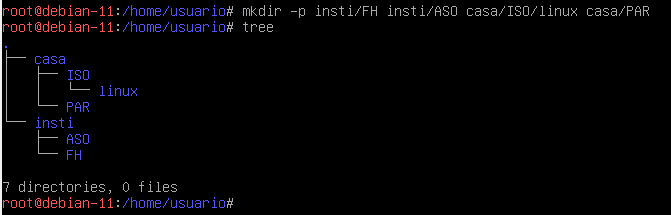 root@debian-11:/home/usuario# mkdir -p insti/FH insti/ASO casa/ISO/linux casa/PAR
root@debian-11:/home/usuario# tree
.
├── casa
│   ├── ISO
│   │   └── linux
│   └── PAR
└── insti
    ├── ASO
    └── FH

7 directories, 0 files
root@debian-11:/home/usuario#